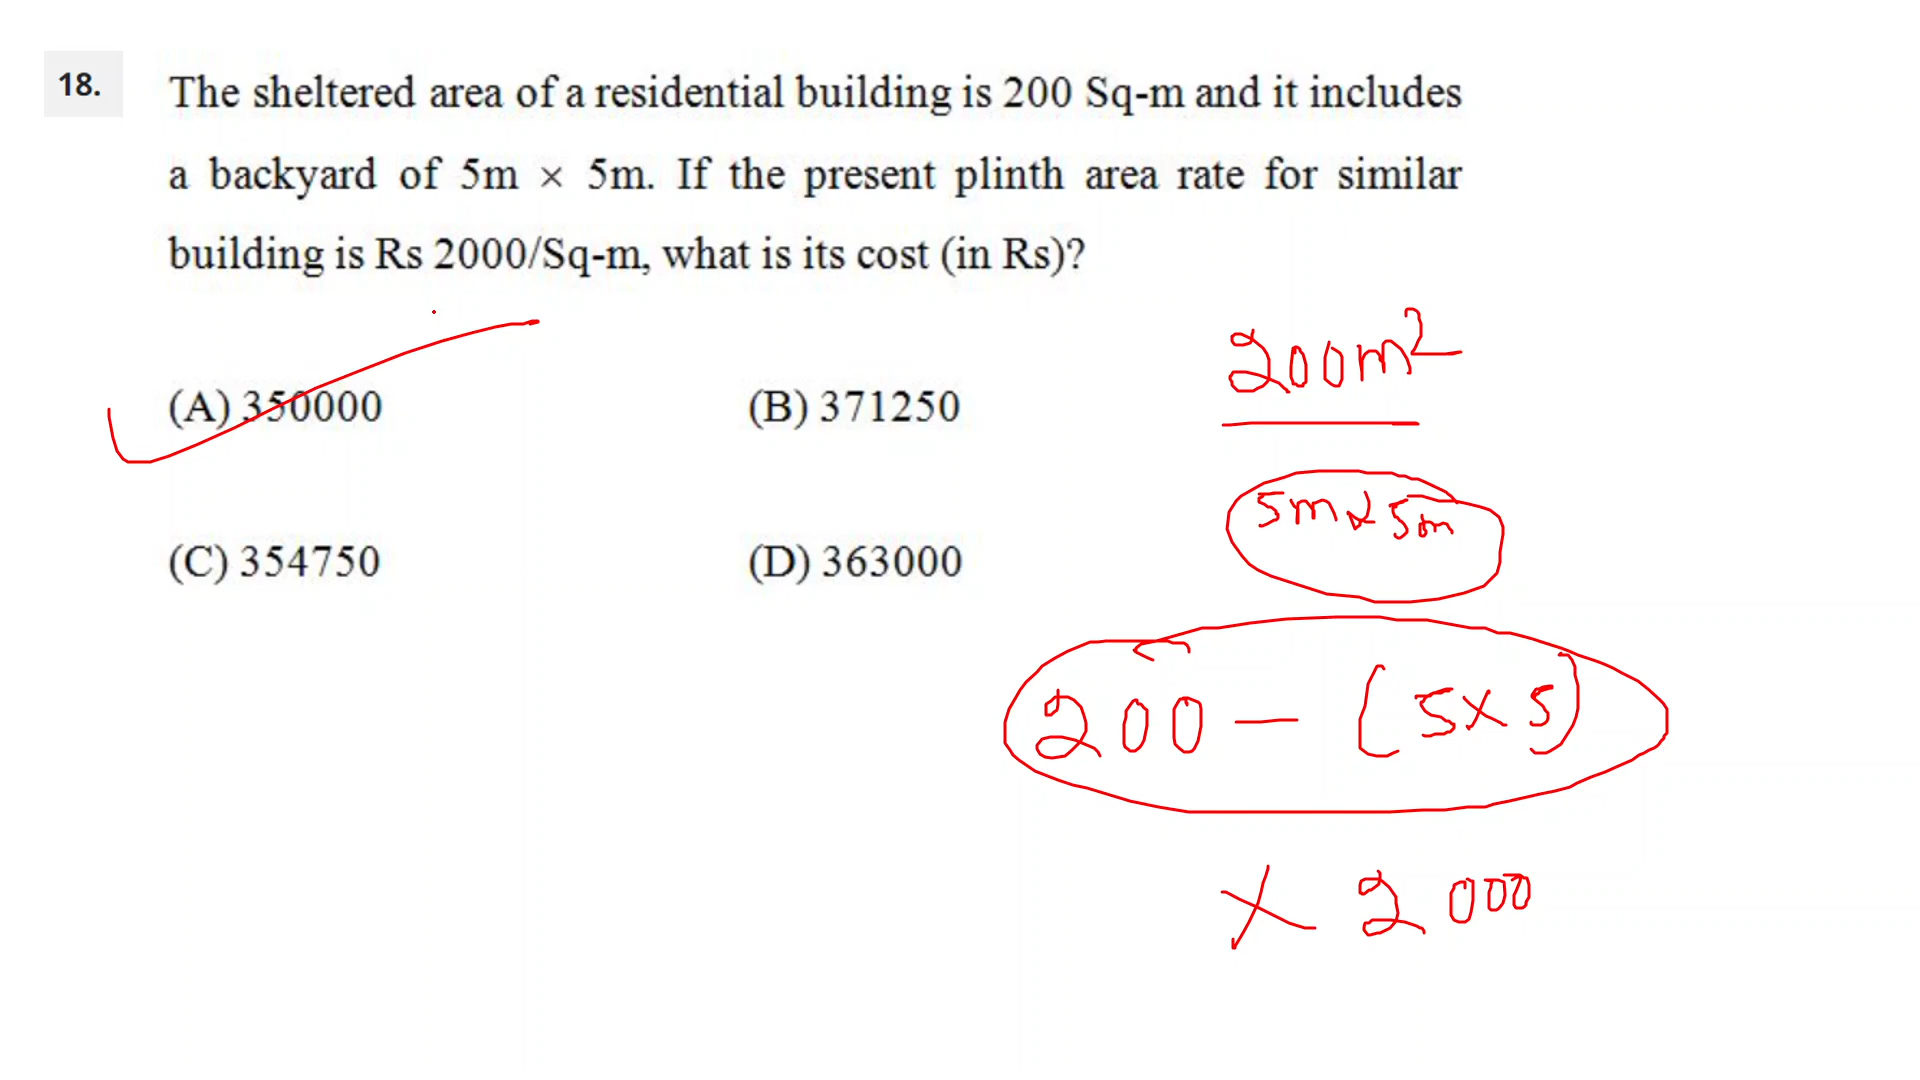 18. The sheltered area of a residential building is 200 Sq-m and it includes
a backyard of 5m × 5m. If the present plinth area rate for similar
building is Rs 2000/Sq-m, what is its cost (in Rs)?
(A) 350000 (B) 371250
(C) 354750 (D) 363000
200m²
5m x 5m
200 - (5x5)
x 2000